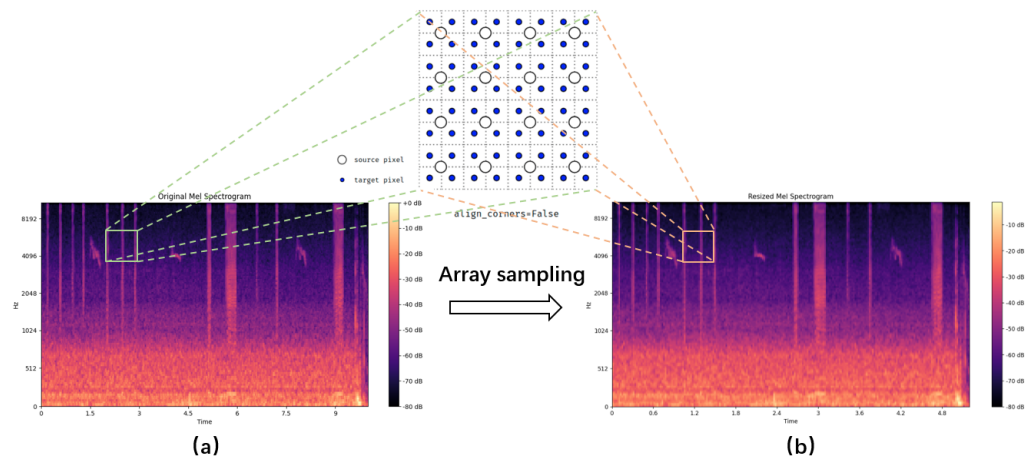 source pixel
target pixel
align_corners=False
Original Mel Spectrogram
Hz
8192
4096
2048
1024
512
0
0
1.5
3
4.5
6
7.5
9
Time
+0 dB
-10 dB
-20 dB
-30 dB
-40 dB
-50 dB
-60 dB
-70 dB
-80 dB
(a)
Array sampling
Resized Mel Spectrogram
Hz
8192
4096
2048
1024
512
0
0
0.6
1.2
1.8
2.4
3
3.6
4.2
4.8
Time
-10 dB
-20 dB
-30 dB
-40 dB
-50 dB
-60 dB
-70 dB
-80 dB
(b)